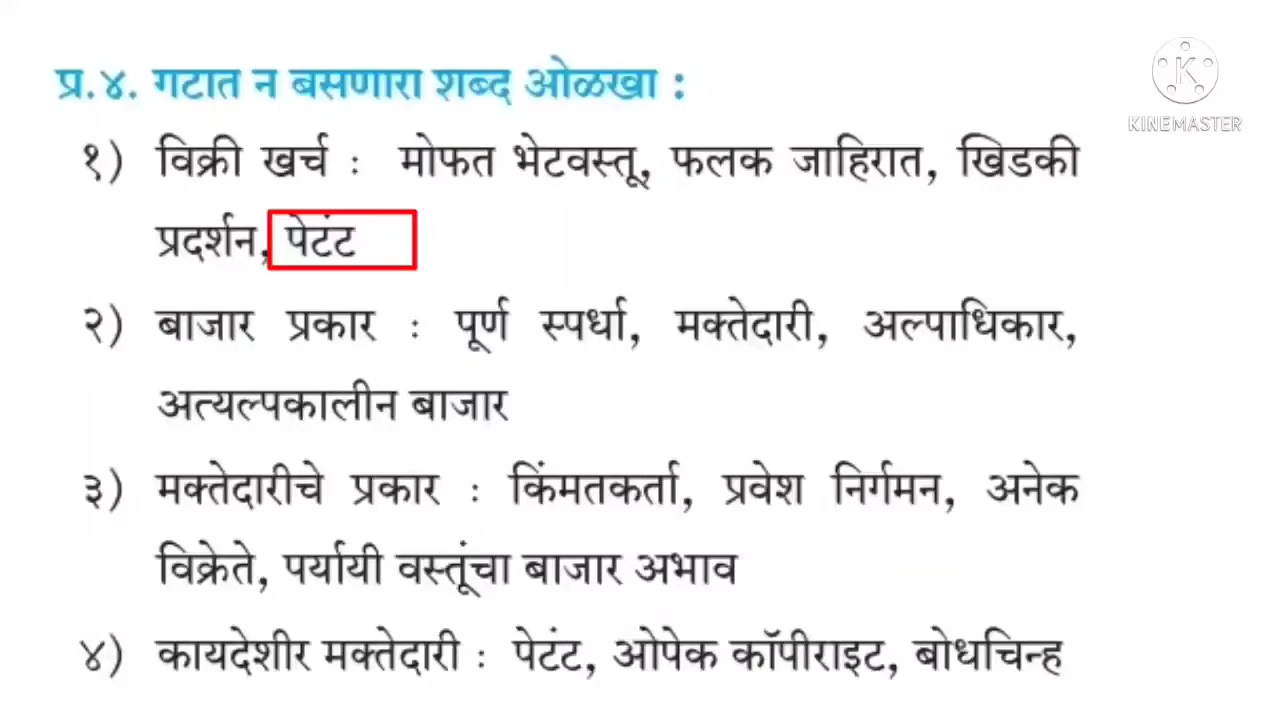 प्र.४. गटात न बसणारा शब्द ओळखा :
K
KINEMASTER
१) विक्री खर्च : मोफत भेटवस्तू, फलक जाहिरात, खिडकी
प्रदर्शन, पेटंट
२) बाजार प्रकार : पूर्ण स्पर्धा, मक्तेदारी, अल्पाधिकार,
अत्यल्पकालीन बाजार
३) मक्तेदारीचे प्रकार : किंमतकर्ता, प्रवेश निर्गमन, अनेक
विक्रेते, पर्यायी वस्तूंचा बाजार अभाव
४) कायदेशीर मक्तेदारी : पेटंट, ओपेक कॉपीराइट, बोधचिन्ह